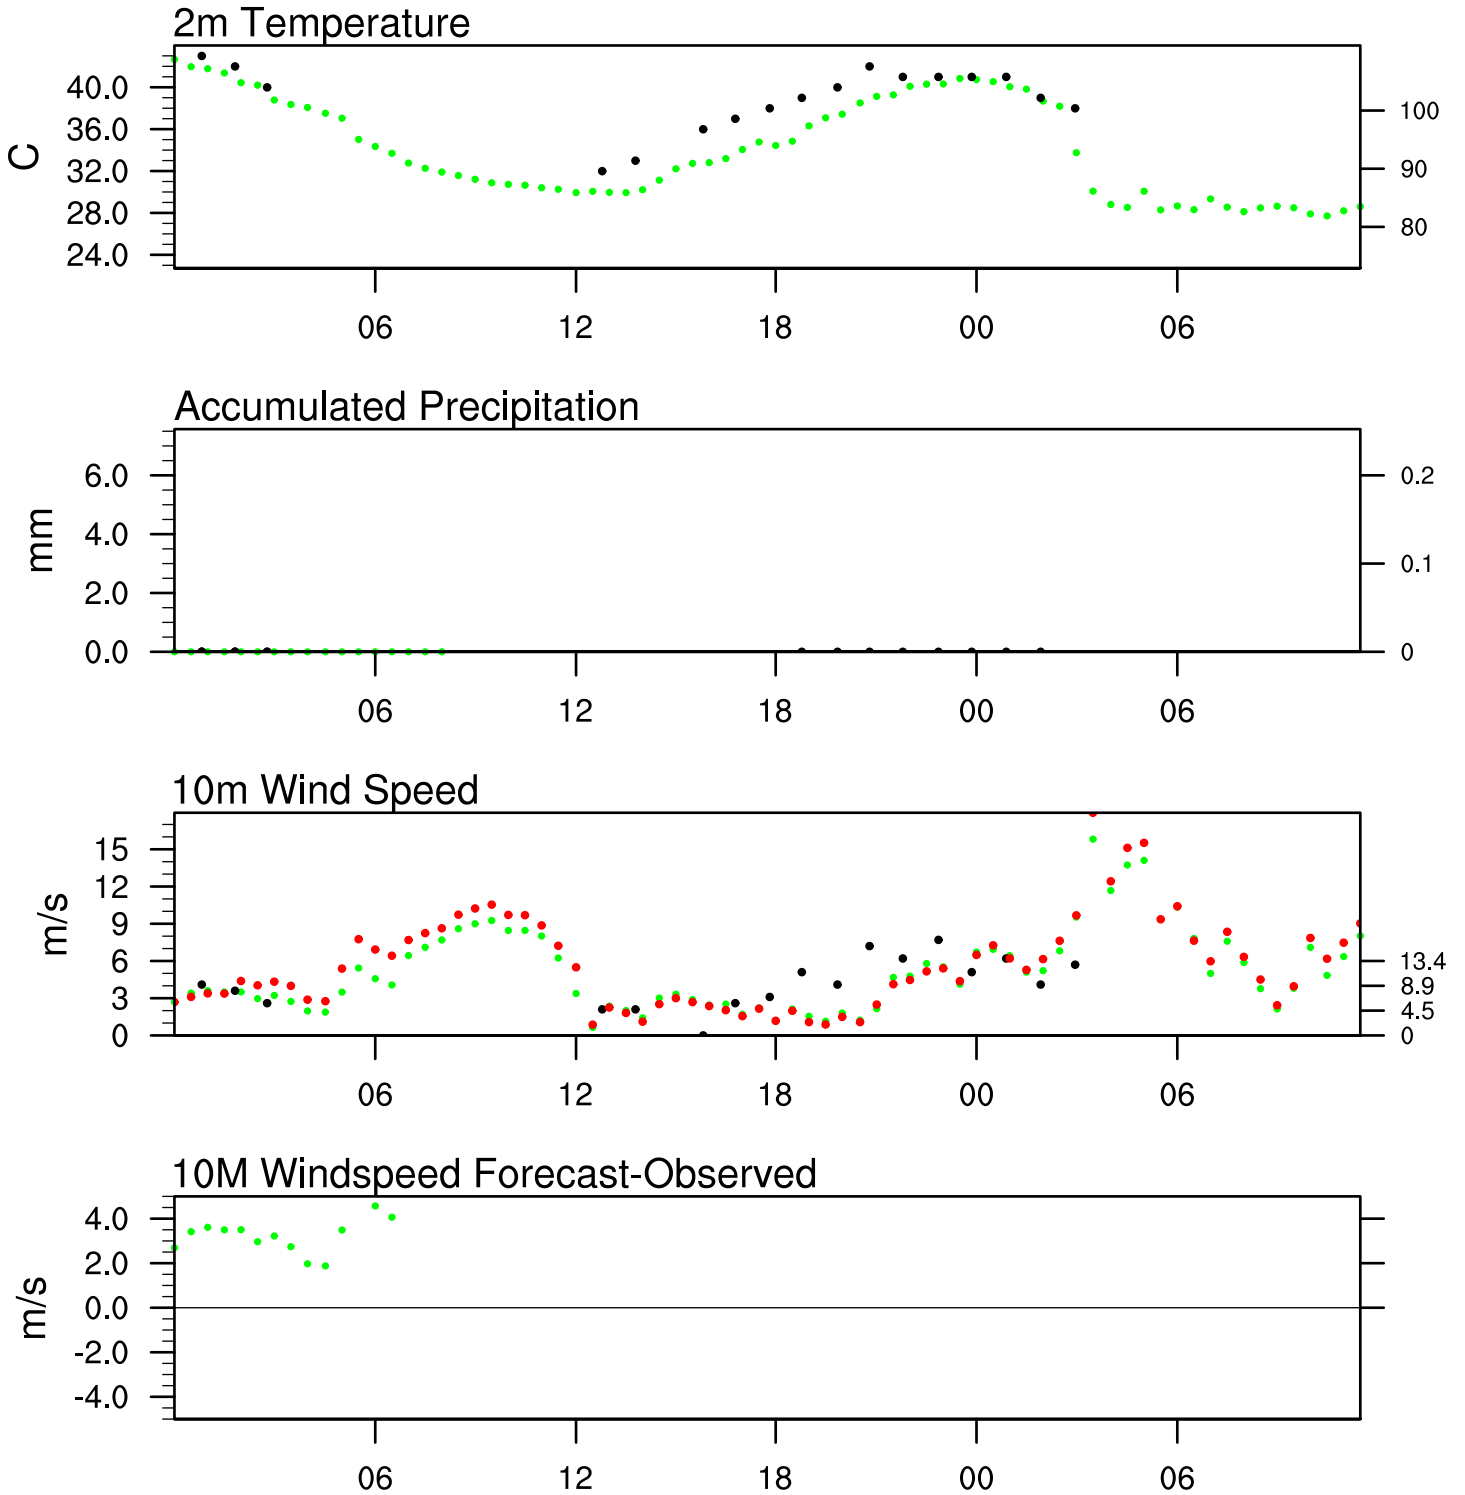 2m Temperature
C
40.0
36.0
32.0
28.0
24.0
100
90
80
06 12 18 00 06
Accumulated Precipitation
mm
6.0
4.0
2.0
0.0
0.2
0.1
0
06 12 18 00 06
10m Wind Speed
m/s
15
12
9
6
3
0
13.4
8.9
4.5
0
06 12 18 00 06
10M Windspeed Forecast-Observed
m/s
4.0
2.0
0.0
-2.0
-4.0
06 12 18 00 06